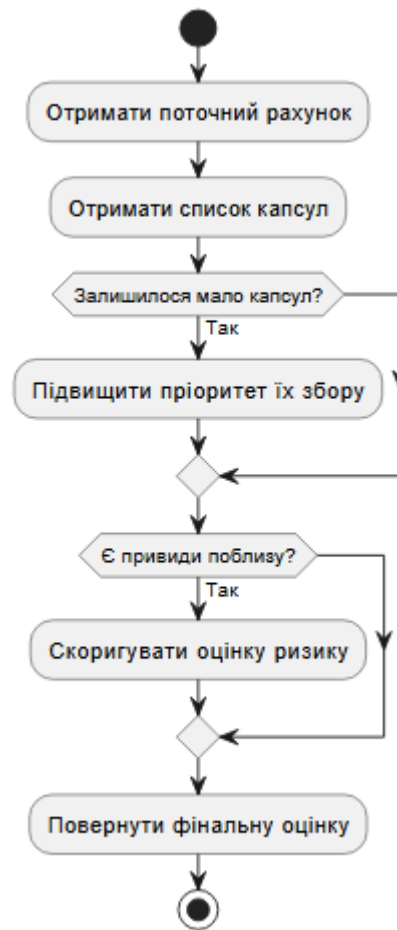 Отримати поточний рахунок
Отримати список капсул
Залишилося мало капсул?
Так
Підвищити пріоритет їх збору
Є привиди поблизу?
Так
Скоригувати оцінку ризику
Повернути фінальну оцінку